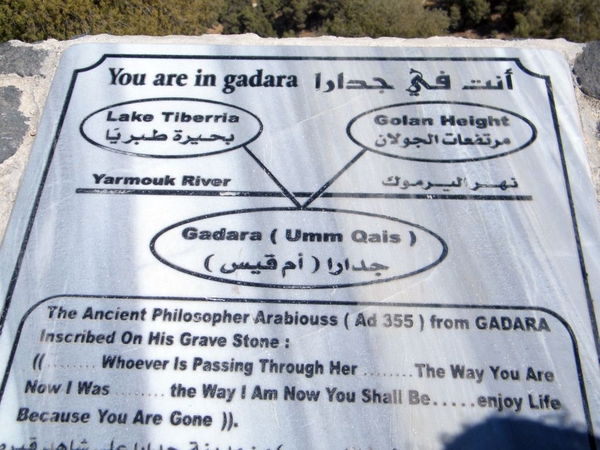 You are in gadara أنت في جدارا
Lake Tiberria
بحيرة طبريّا
Golan Height
مرتفعات الجولان
Yarmouk River نهر اليرموك
Gadara ( Umm Qais )
جدارا ( أم قيس )
The Ancient Philosopher Arabiouss ( Ad 355 ) from GADARA
Inscribed On His Grave Stone :
(( ........ Whoever Is Passing Through Her ........ The Way You Are
Now I Was ........ the Way I Am Now You Shall Be.....enjoy Life
Because You Are Gone )).